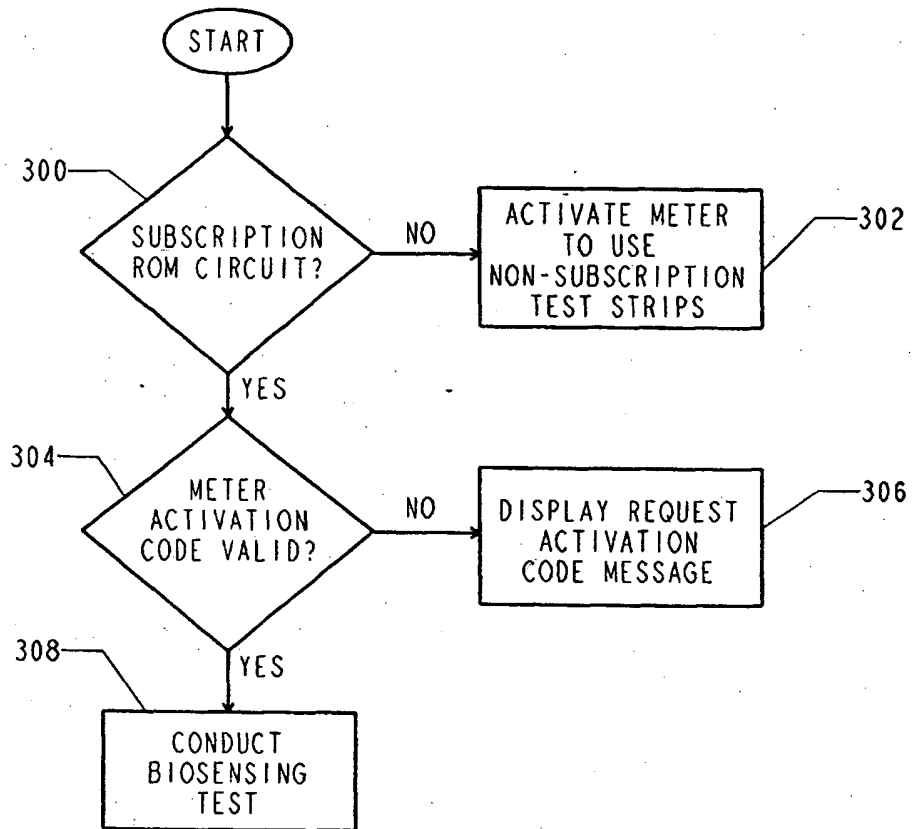 START
300
SUBSCRIPTION
ROM CIRCUIT?
NO
ACTIVATE METER
TO USE
NON-SUBSCRIPTION
TEST STRIPS
302
YES
304
METER
ACTIVATION
CODE VALID?
NO
DISPLAY REQUEST
ACTIVATION
CODE MESSAGE
306
YES
308
CONDUCT
BIOSENSING
TEST